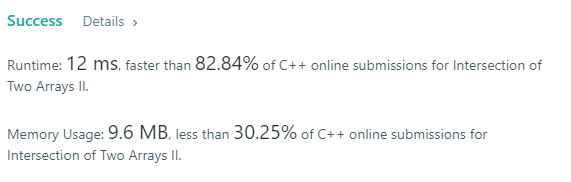 Success Details >
Runtime: 12 ms, faster than 82.84% of C++ online submissions for Intersection of
Two Arrays II.
Memory Usage: 9.6 MB, less than 30.25% of C++ online submissions for
Intersection of Two Arrays II.